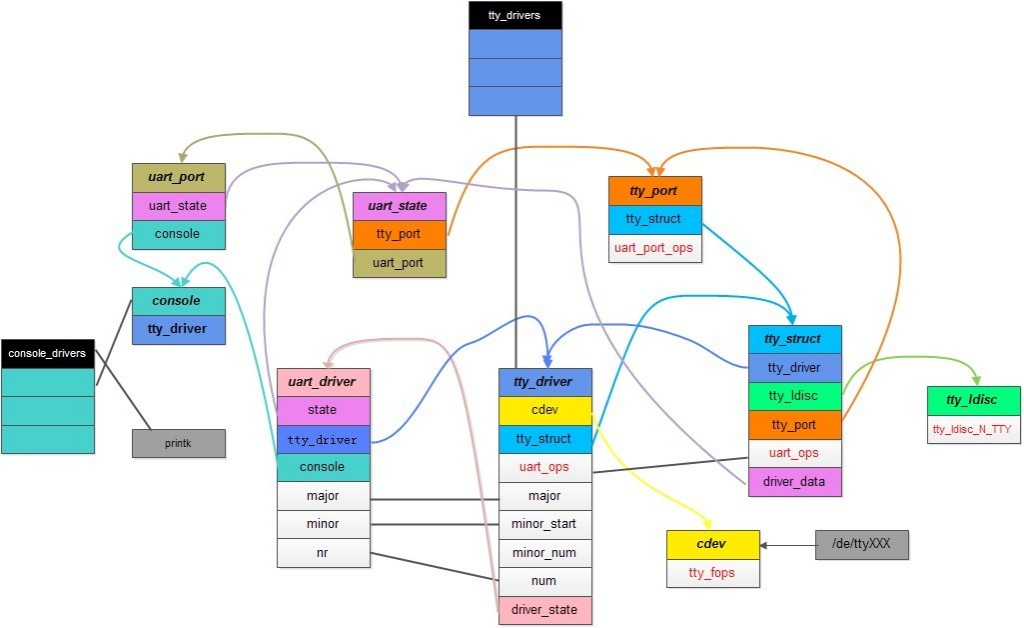 tty_drivers
uart_port
uart_state
console
uart_state
tty_port
uart_port
tty_port
tty_struct
uart_port_ops
console
tty_driver
console_drivers
printk
uart_driver
state
tty_driver
console
major
minor
nr
tty_driver
cdev
tty_struct
uart_ops
major
minor_start
minor_num
num
driver_state
tty_struct
tty_driver
tty_ldisc
tty_port
uart_ops
driver_data
tty_ldisc
tty_ldisc_N_TTY
cdev
tty_fops
/de/ttyXXX